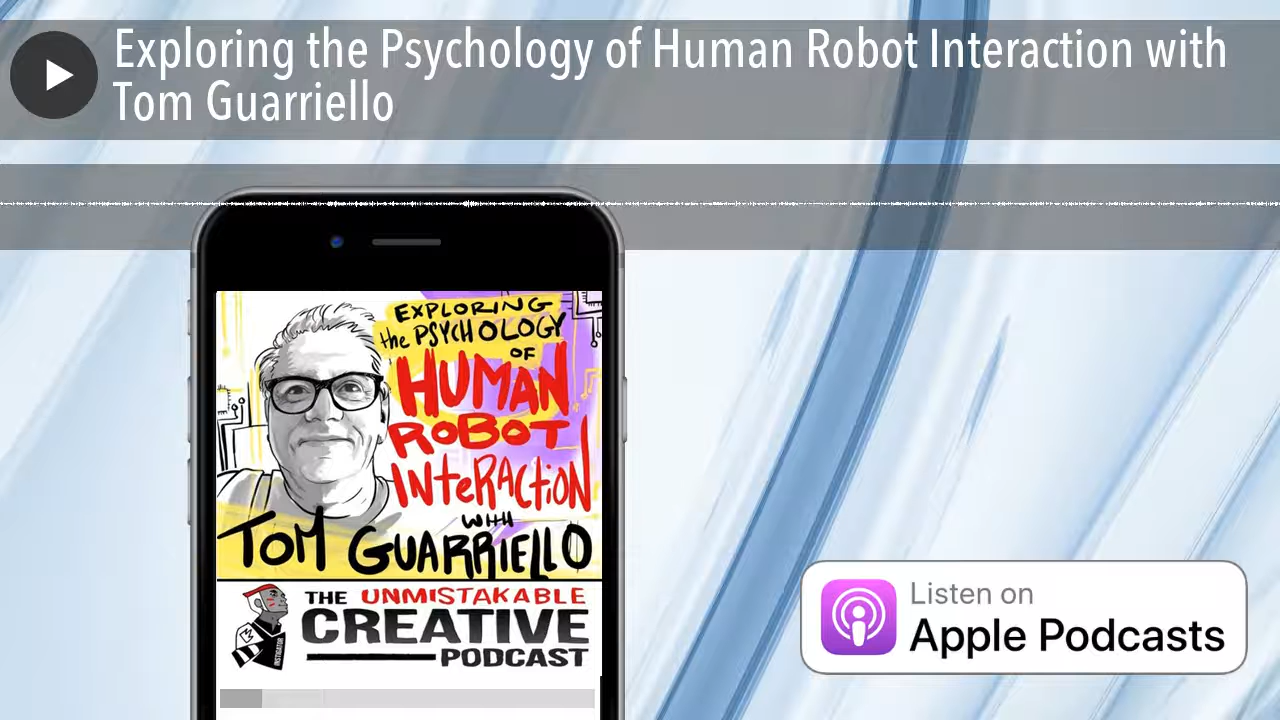 Exploring the Psychology of Human Robot Interaction with
Tom Guarriello
EXPLORING
the PSYCHOLOGY
OF
HUMAN
ROBOT
INTERACTION
WITH
TOM GUARRIELLO
THE UNMISTAKABLE
CREATIVE
PODCAST
INSTIGATOR
Listen on
Apple Podcasts